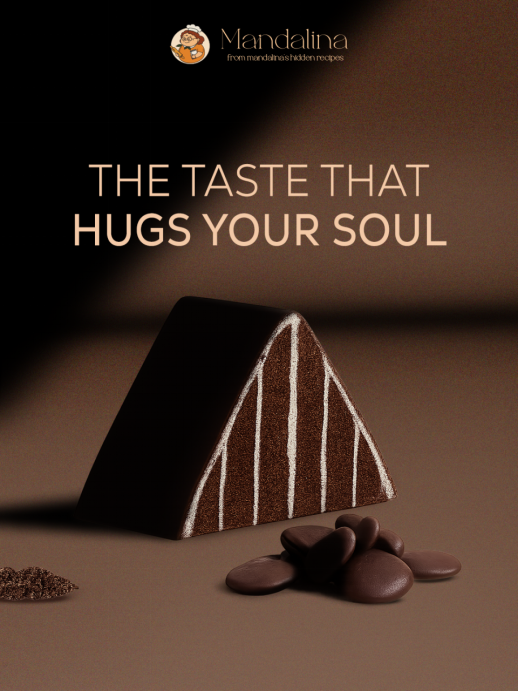 Mandalina
from mandalina's hidden recipes
THE TASTE THAT
HUGS YOUR SOUL